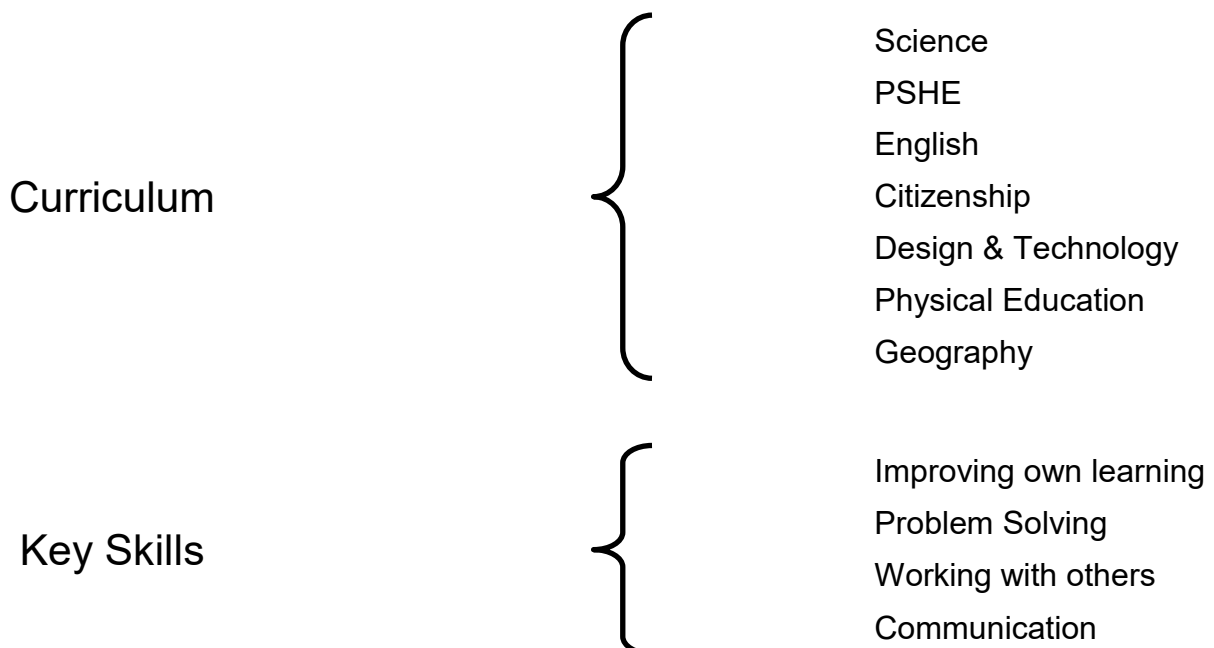 Curriculum
Science
PSHE
English
Citizenship
Design & Technology
Physical Education
Geography
Key Skills
Improving own learning
Problem Solving
Working with others
Communication